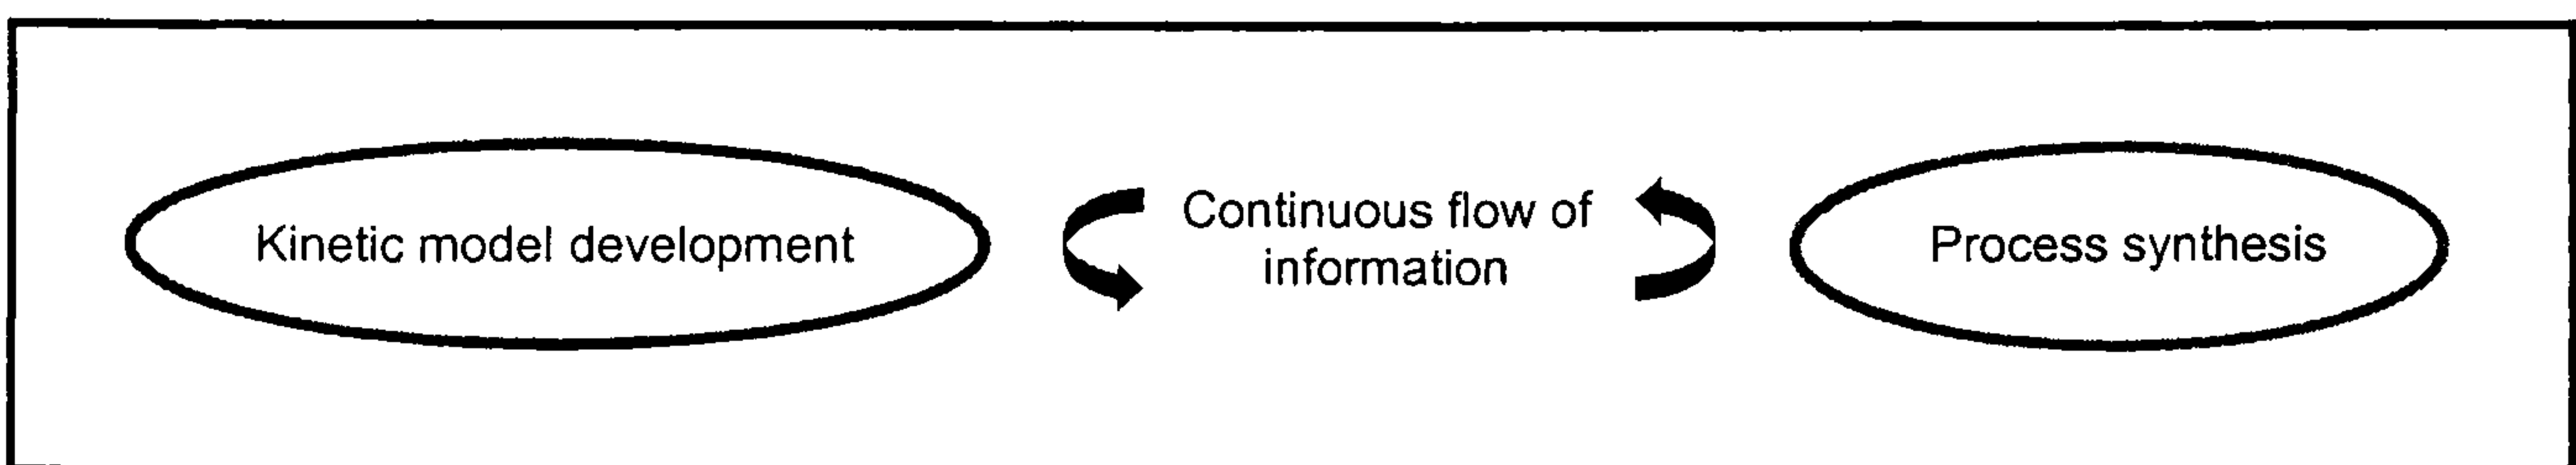 Kinetic model development
Continuous flow of
information
Process synthesis